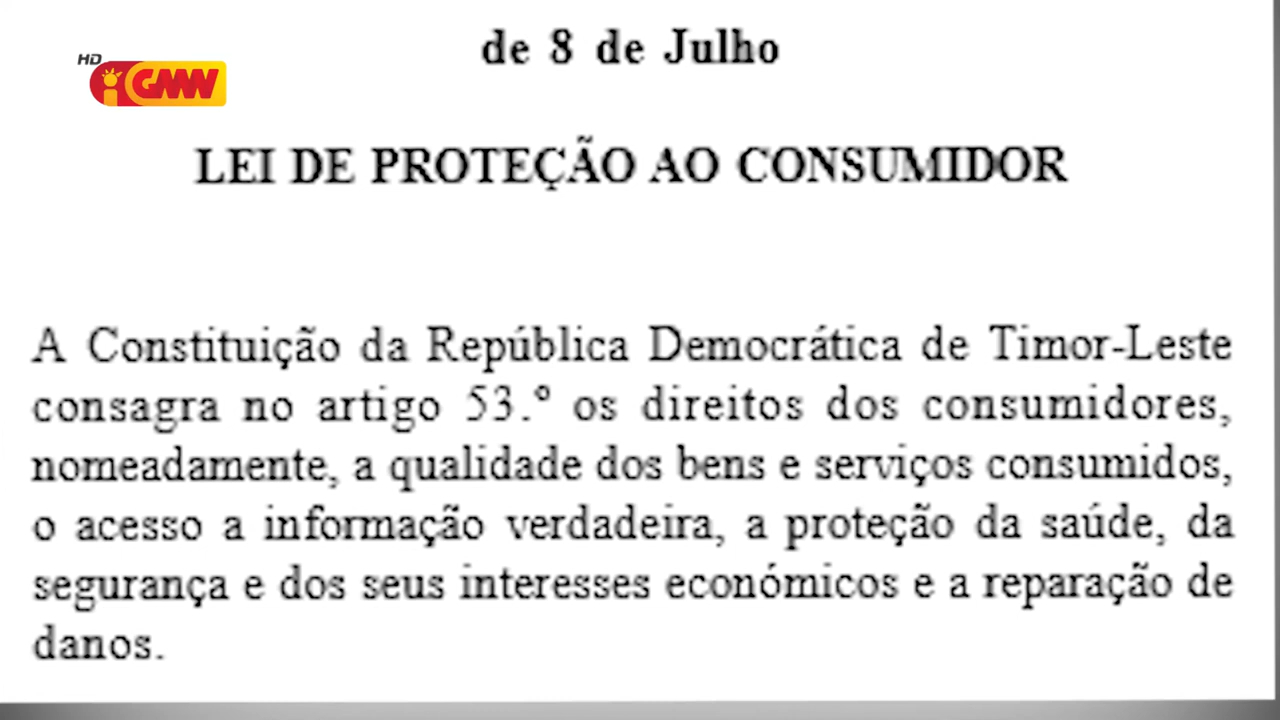 de 8 de Julho
HD
GMN
LEI DE PROTEÇÃO AO CONSUMIDOR
A Constituição da República Democrática de Timor-Leste
consagra no artigo 53.º os direitos dos consumidores,
nomeadamente, a qualidade dos bens e serviços consumidos,
o acesso a informação verdadeira, a proteção da saúde, da
segurança e dos seus interesses económicos e a reparação de
danos.